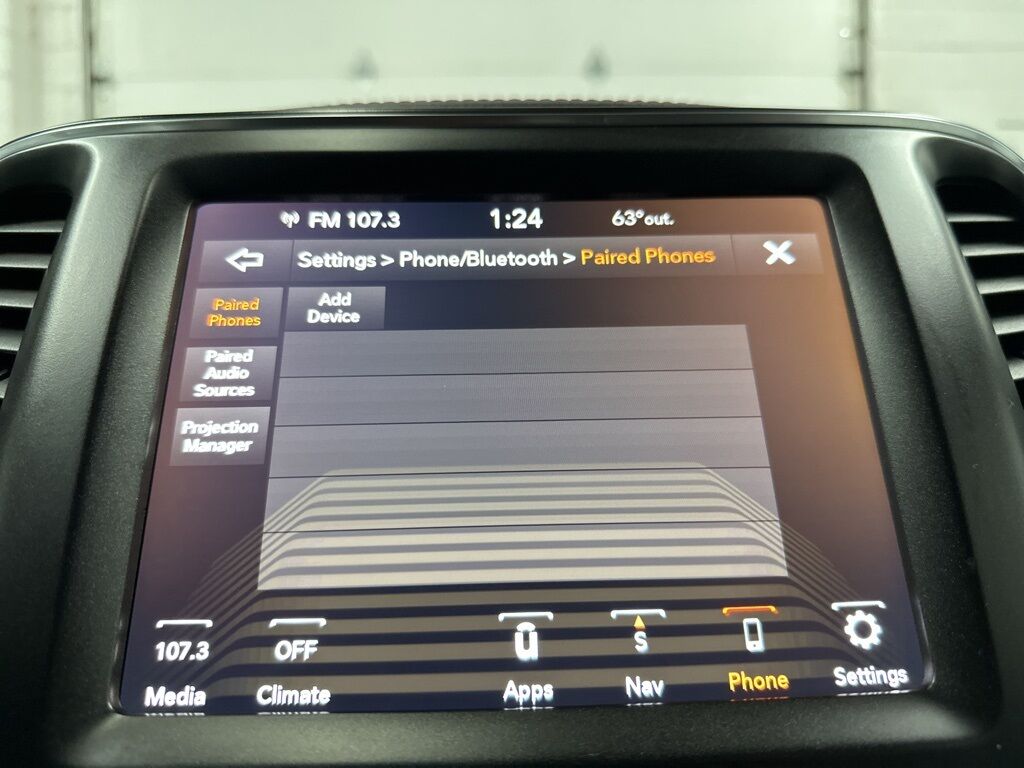 FM 107.3 1:24 63° out.
Settings > Phone/Bluetooth > Paired Phones
Paired
Phones
Add
Device
Paired
Audio
Sources
Projection
Manager
107.3 OFF S
Media Climate Apps Nav Phone Settings